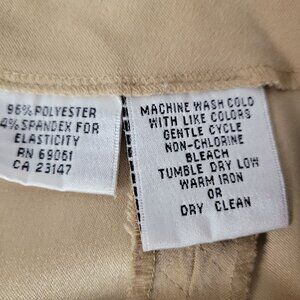 96% POLYESTER
4% SPANDEX FOR
ELASTICITY
RN 69061
CA 23147
MACHINE WASH COLD
WITH LIKE COLORS
GENTLE CYCLE
NON-CHLORINE
BLEACH
TUMBLE DRY LOW
WARM IRON
OR
DRY CLEAN